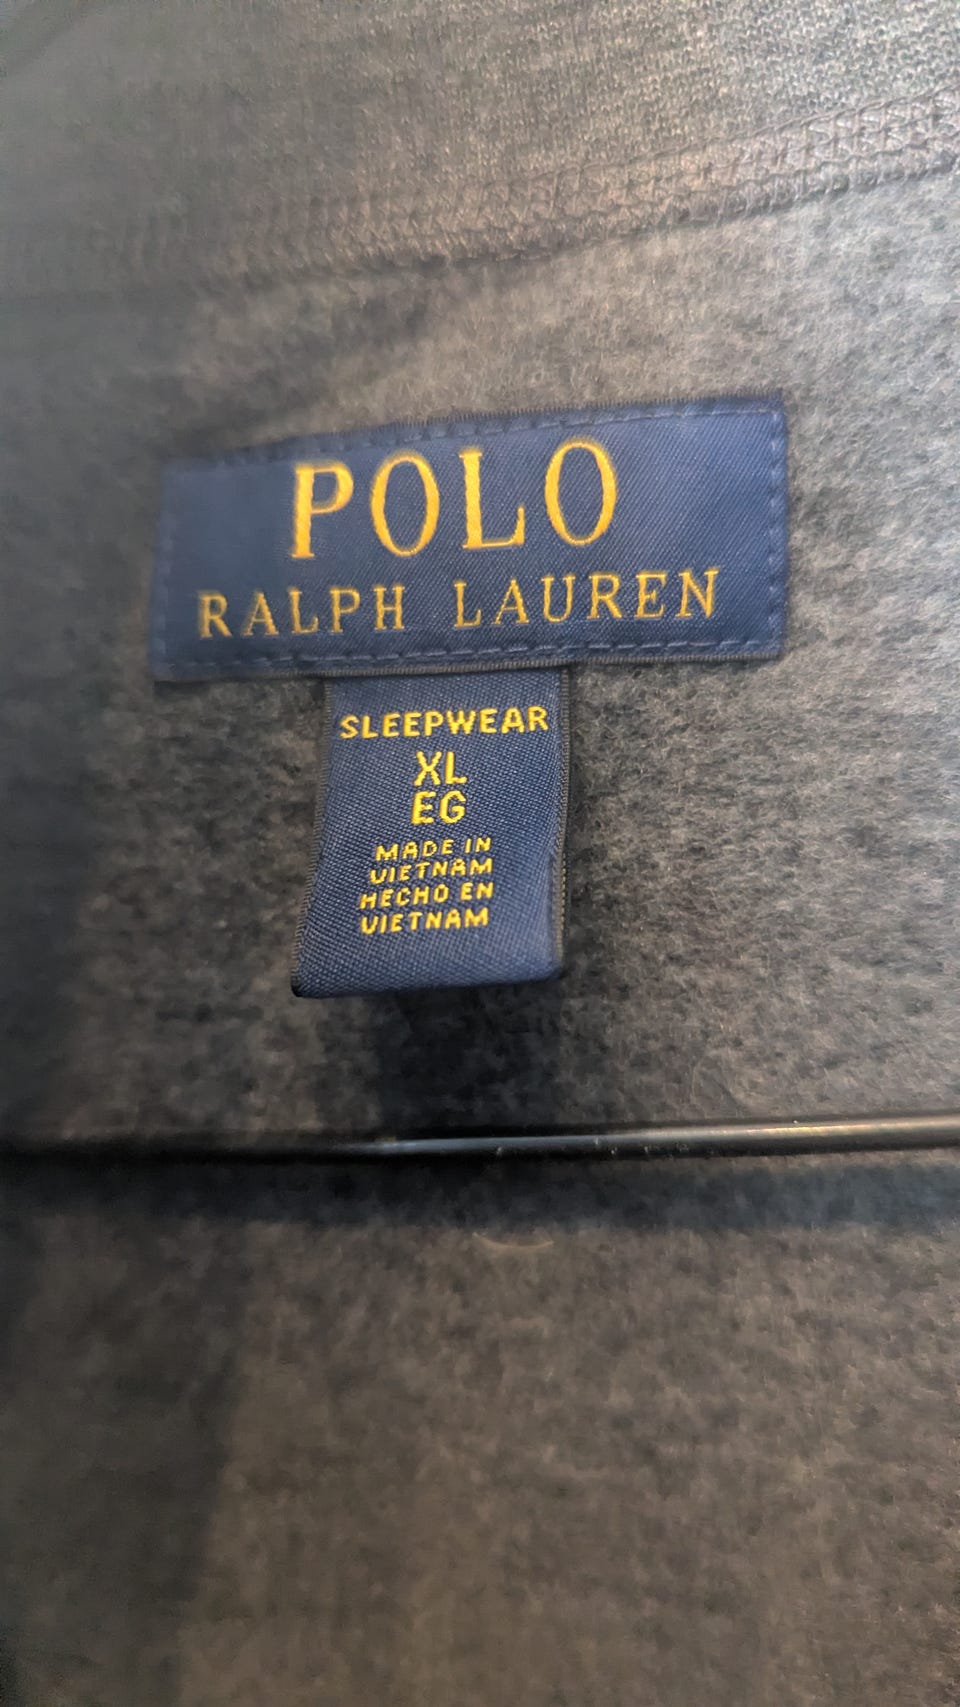 POLO
RALPH LAUREN
SLEEPWEAR
XL
EG
MADE IN
VIETNAM
HECHO EN
VIETNAM